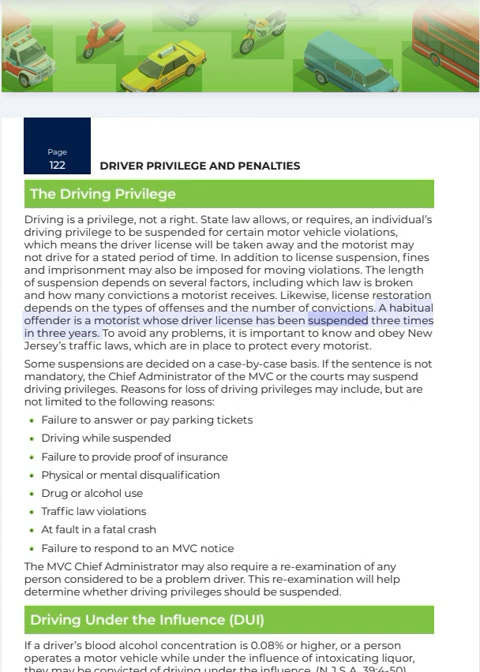 Page
122
DRIVER PRIVILEGE AND PENALTIES
The Driving Privilege
Driving is a privilege, not a right. State law allows, or requires, an individual's
driving privilege to be suspended for certain motor vehicle violations,
which means the driver license will be taken away and the motorist may
not drive for a stated period of time. In addition to license suspension, fines
and imprisonment may also be imposed for moving violations. The length
of suspension depends on several factors, including which law is broken
and how many convictions a motorist receives. Likewise, license restoration
depends on the types of offenses and the number of convictions. A habitual
offender is a motorist whose driver license has been suspended three times
in three years. To avoid any problems, it is important to know and obey New
Jersey's traffic laws, which are in place to protect every motorist.
Some suspensions are decided on a case-by-case basis. If the sentence is not
mandatory, the Chief Administrator of the MVC or the courts may suspend
driving privileges. Reasons for loss of driving privileges may include, but are
not limited to the following reasons:
• Failure to answer or pay parking tickets
• Driving while suspended
• Failure to provide proof of insurance
• Physical or mental disqualification
• Drug or alcohol use
• Traffic law violations
• At fault in a fatal crash
• Failure to respond to an MVC notice
The MVC Chief Administrator may also require a re-examination of any
person considered to be a problem driver. This re-examination will help
determine whether driving privileges should be suspended.
Driving Under the Influence (DUI)
If a driver's blood alcohol concentration is 0.08% or higher, or a person
operates a motor vehicle while under the influence of intoxicating liquor,
they may be convicted of driving under the influence. (N.J.S.A. 39:4-50)